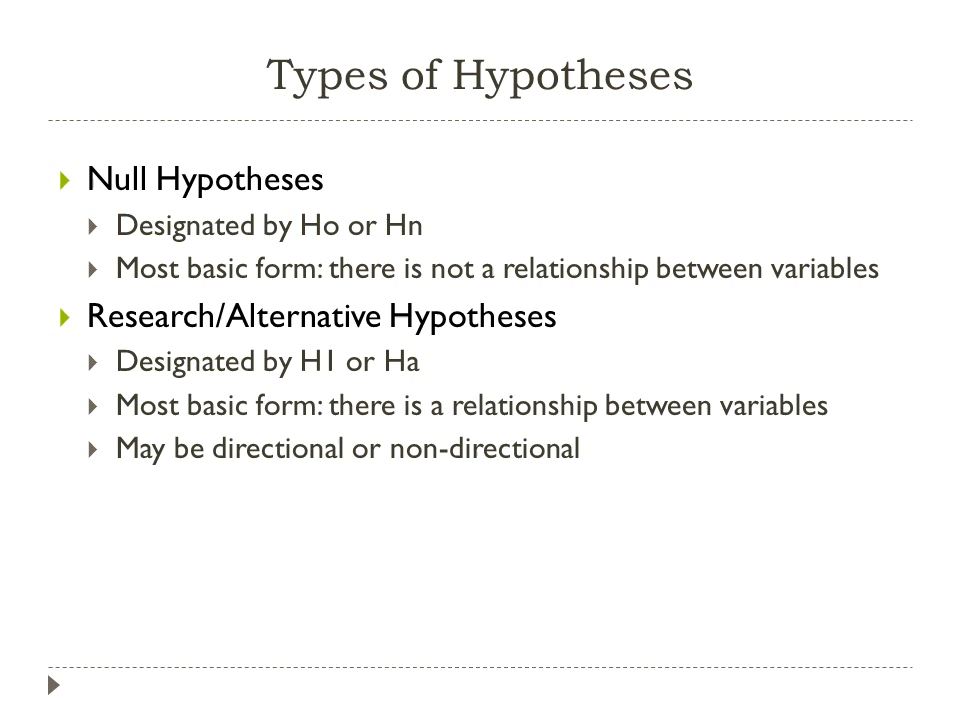 Types of Hypotheses
Null Hypotheses
Designated by Ho or Hn
Most basic form: there is not a relationship between variables
Research/Alternative Hypotheses
Designated by H1 or Ha
Most basic form: there is a relationship between variables
May be directional or non-directional